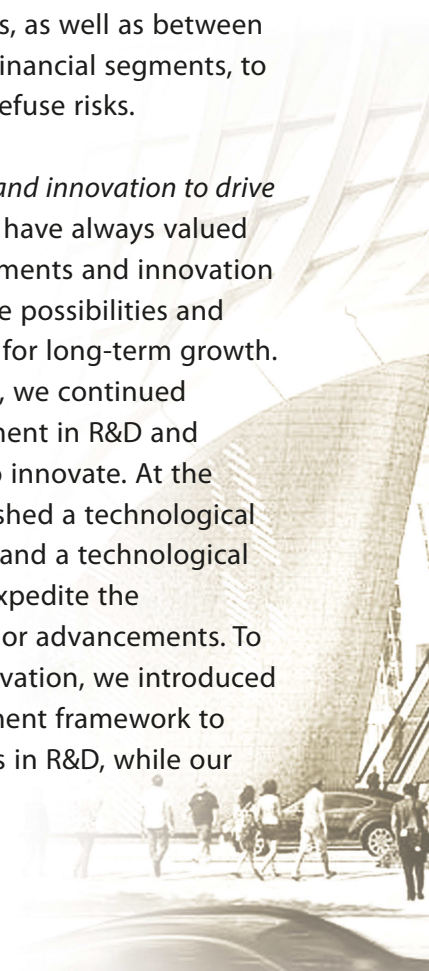 s, as well as between
inancial segments, to
efuse risks.
and innovation to drive
have always valued
ments and innovation
e possibilities and
for long-term growth.
, we continued
nent in R&D and
o innovate. At the
shed a technological
and a technological
xpedite the
or advancements. To
vation, we introduced
nent framework to
s in R&D, while our